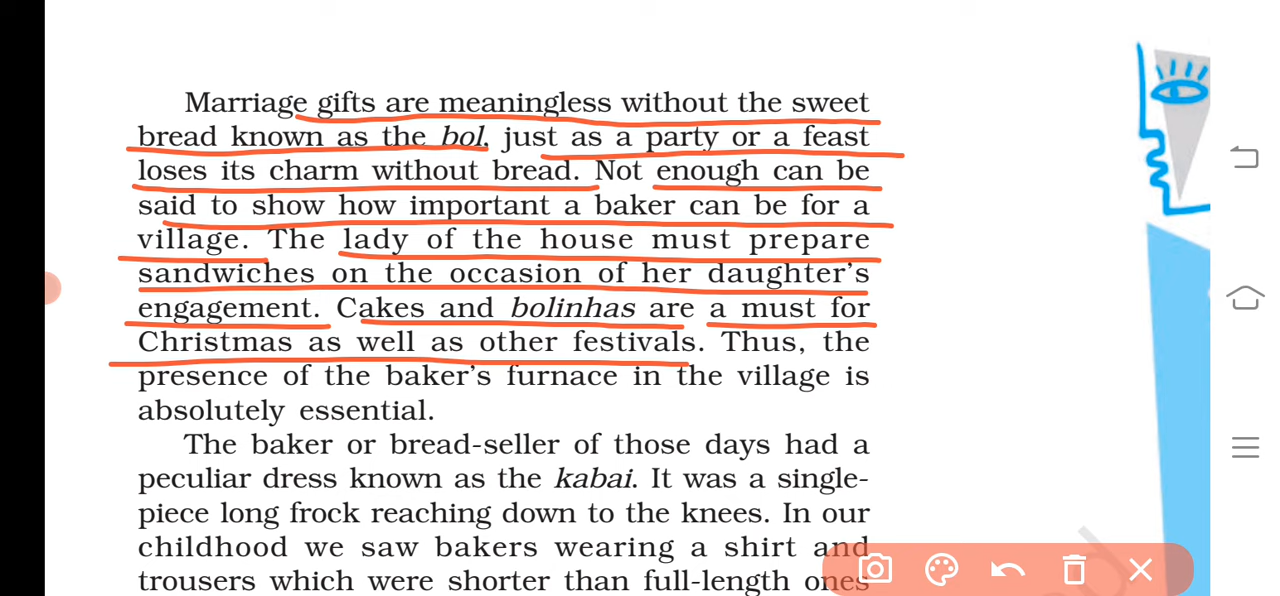 Marriage gifts are meaningless without the sweet
bread known as the bol, just as a party or a feast
loses its charm without bread. Not enough can be
said to show how important a baker can be for a
village. The lady of the house must prepare
sandwiches on the occasion of her daughter's
engagement. Cakes and bolinhas are a must for
Christmas as well as other festivals. Thus, the
presence of the baker's furnace in the village is
absolutely essential.
The baker or bread-seller of those days had a
peculiar dress known as the kabai. It was a single-
piece long frock reaching down to the knees. In our
childhood we saw bakers wearing a shirt and
trousers which were shorter than full-length ones